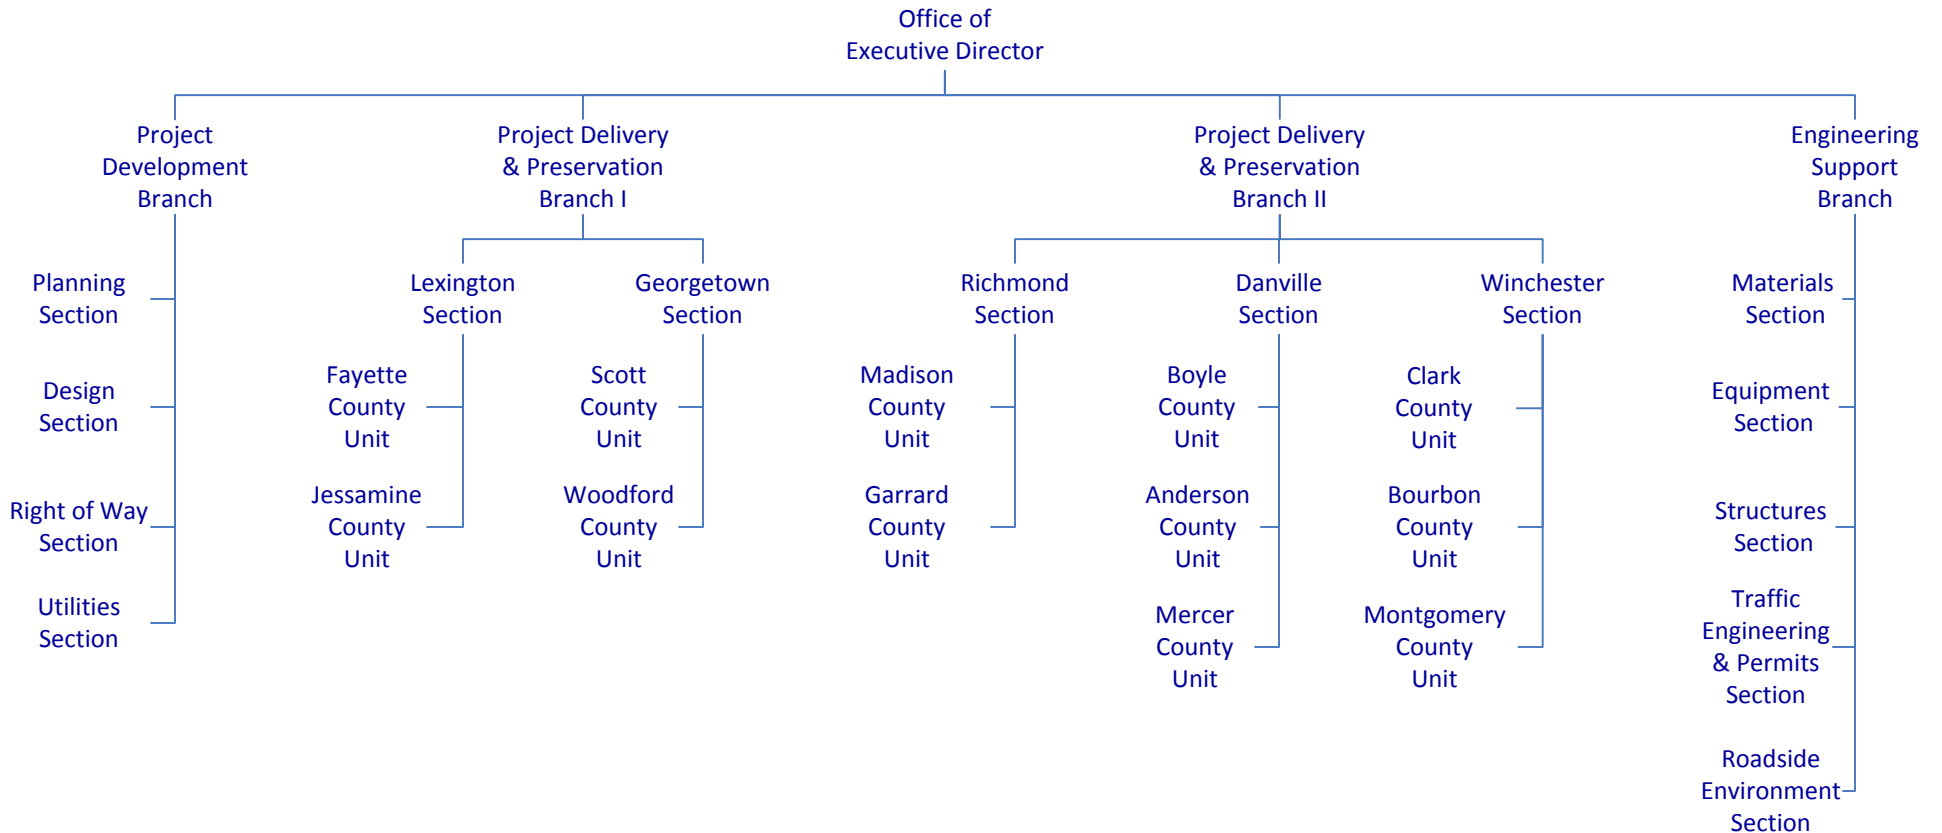 Office of
Executive Director
Project
Development
Branch
Project Delivery
& Preservation
Branch I
Project Delivery
& Preservation
Branch II
Engineering
Support
Branch
Planning
Section
Design
Section
Right of Way
Section
Utilities
Section
Lexington
Section
Fayette
County
Unit
Jessamine
County
Unit
Georgetown
Section
Scott
County
Unit
Woodford
County
Unit
Richmond
Section
Madison
County
Unit
Garrard
County
Unit
Danville
Section
Boyle
County
Unit
Anderson
County
Unit
Mercer
County
Unit
Winchester
Section
Clark
County
Unit
Bourbon
County
Unit
Montgomery
County
Unit
Materials
Section
Equipment
Section
Structures
Section
Traffic
Engineering
& Permits
Section
Roadside
Environment
Section